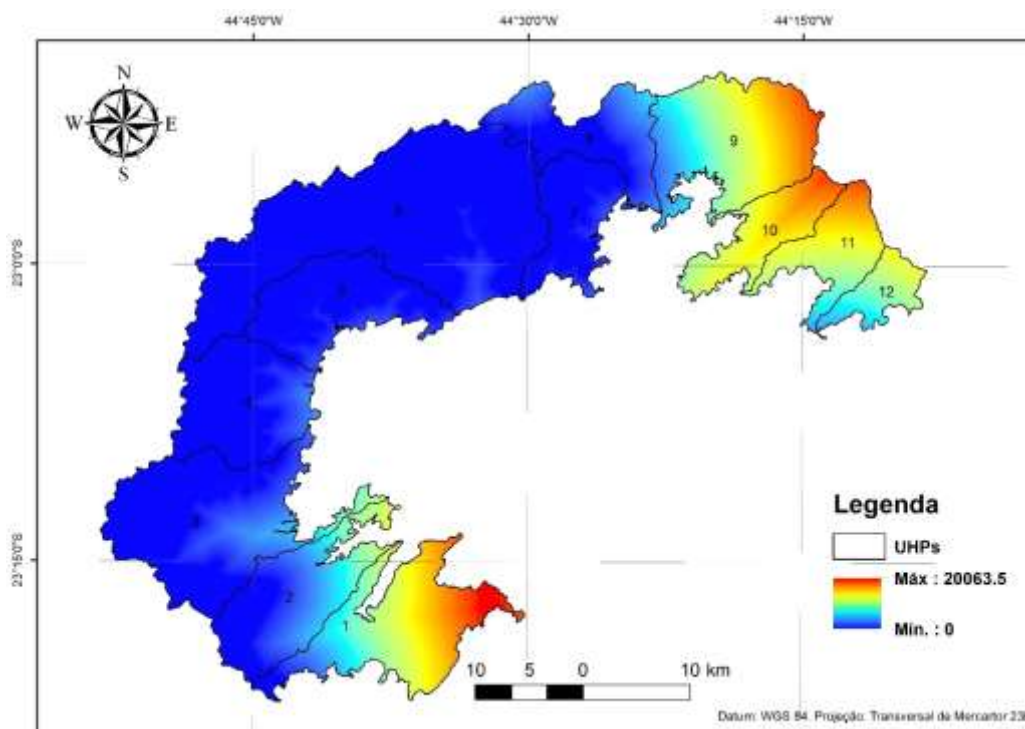 44°45'0"W 44°30'0"W 44°15'0"W
N
W E
S
9
10
11
12
23°0'0"S
2
1
23°15'0"S
Legenda
UHPs
Máx : 20063.5
Mín. : 0
10 5 0 10 km
Datum: WGS 84. Projeção: Transversal de Mercartor